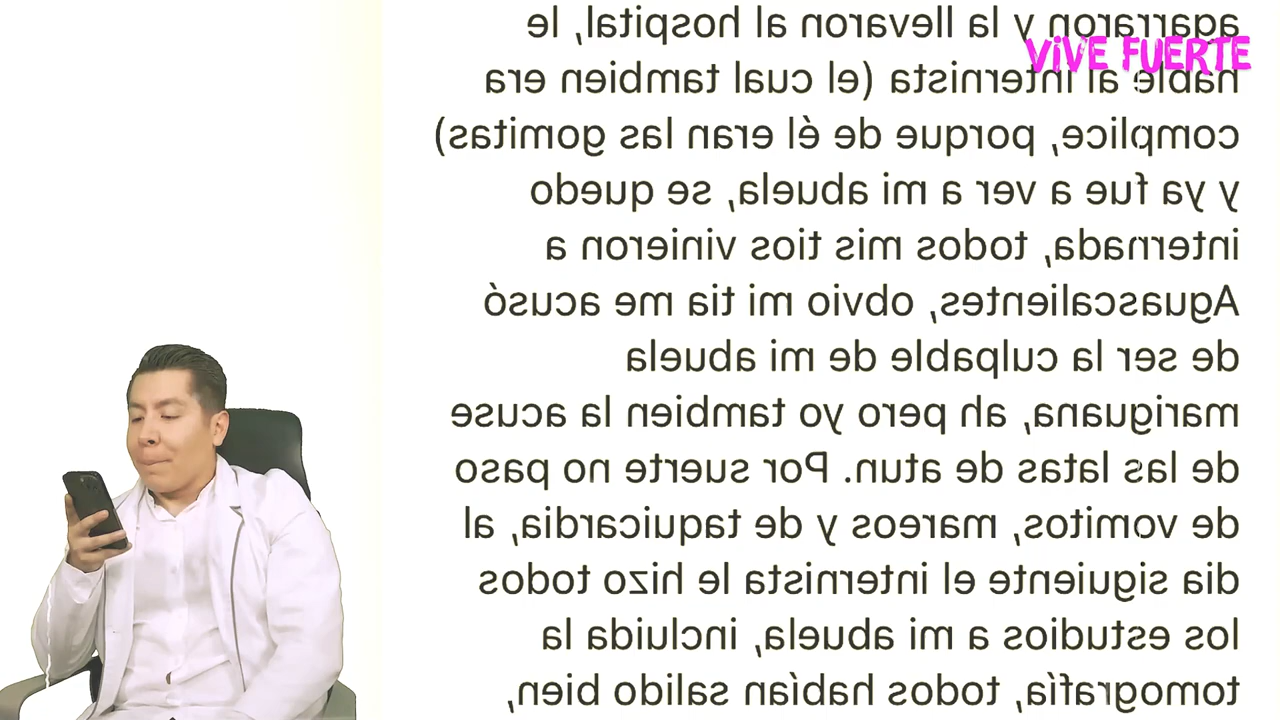 agarraron y la llevaron al hospital, le
VIVE FUERTE
hable al internista (el cual tambien era
complice, porque de él eran las gomitas)
y ya fue a ver a mi abuela, se quedo
internada, todos mis tios vinieron a
Aguascalientes, obvio mi tia me acusó
de ser la culpable de mi abuela
mariguana, ah pero yo tambien la acuse
de las latas de atun. Por suerte no paso
de vomitos, mareos y de taquicardia, al
dia siguiente el internista le hizo todos
los estudios a mi abuela, incluida la
tomografía, todos habían salido bien,